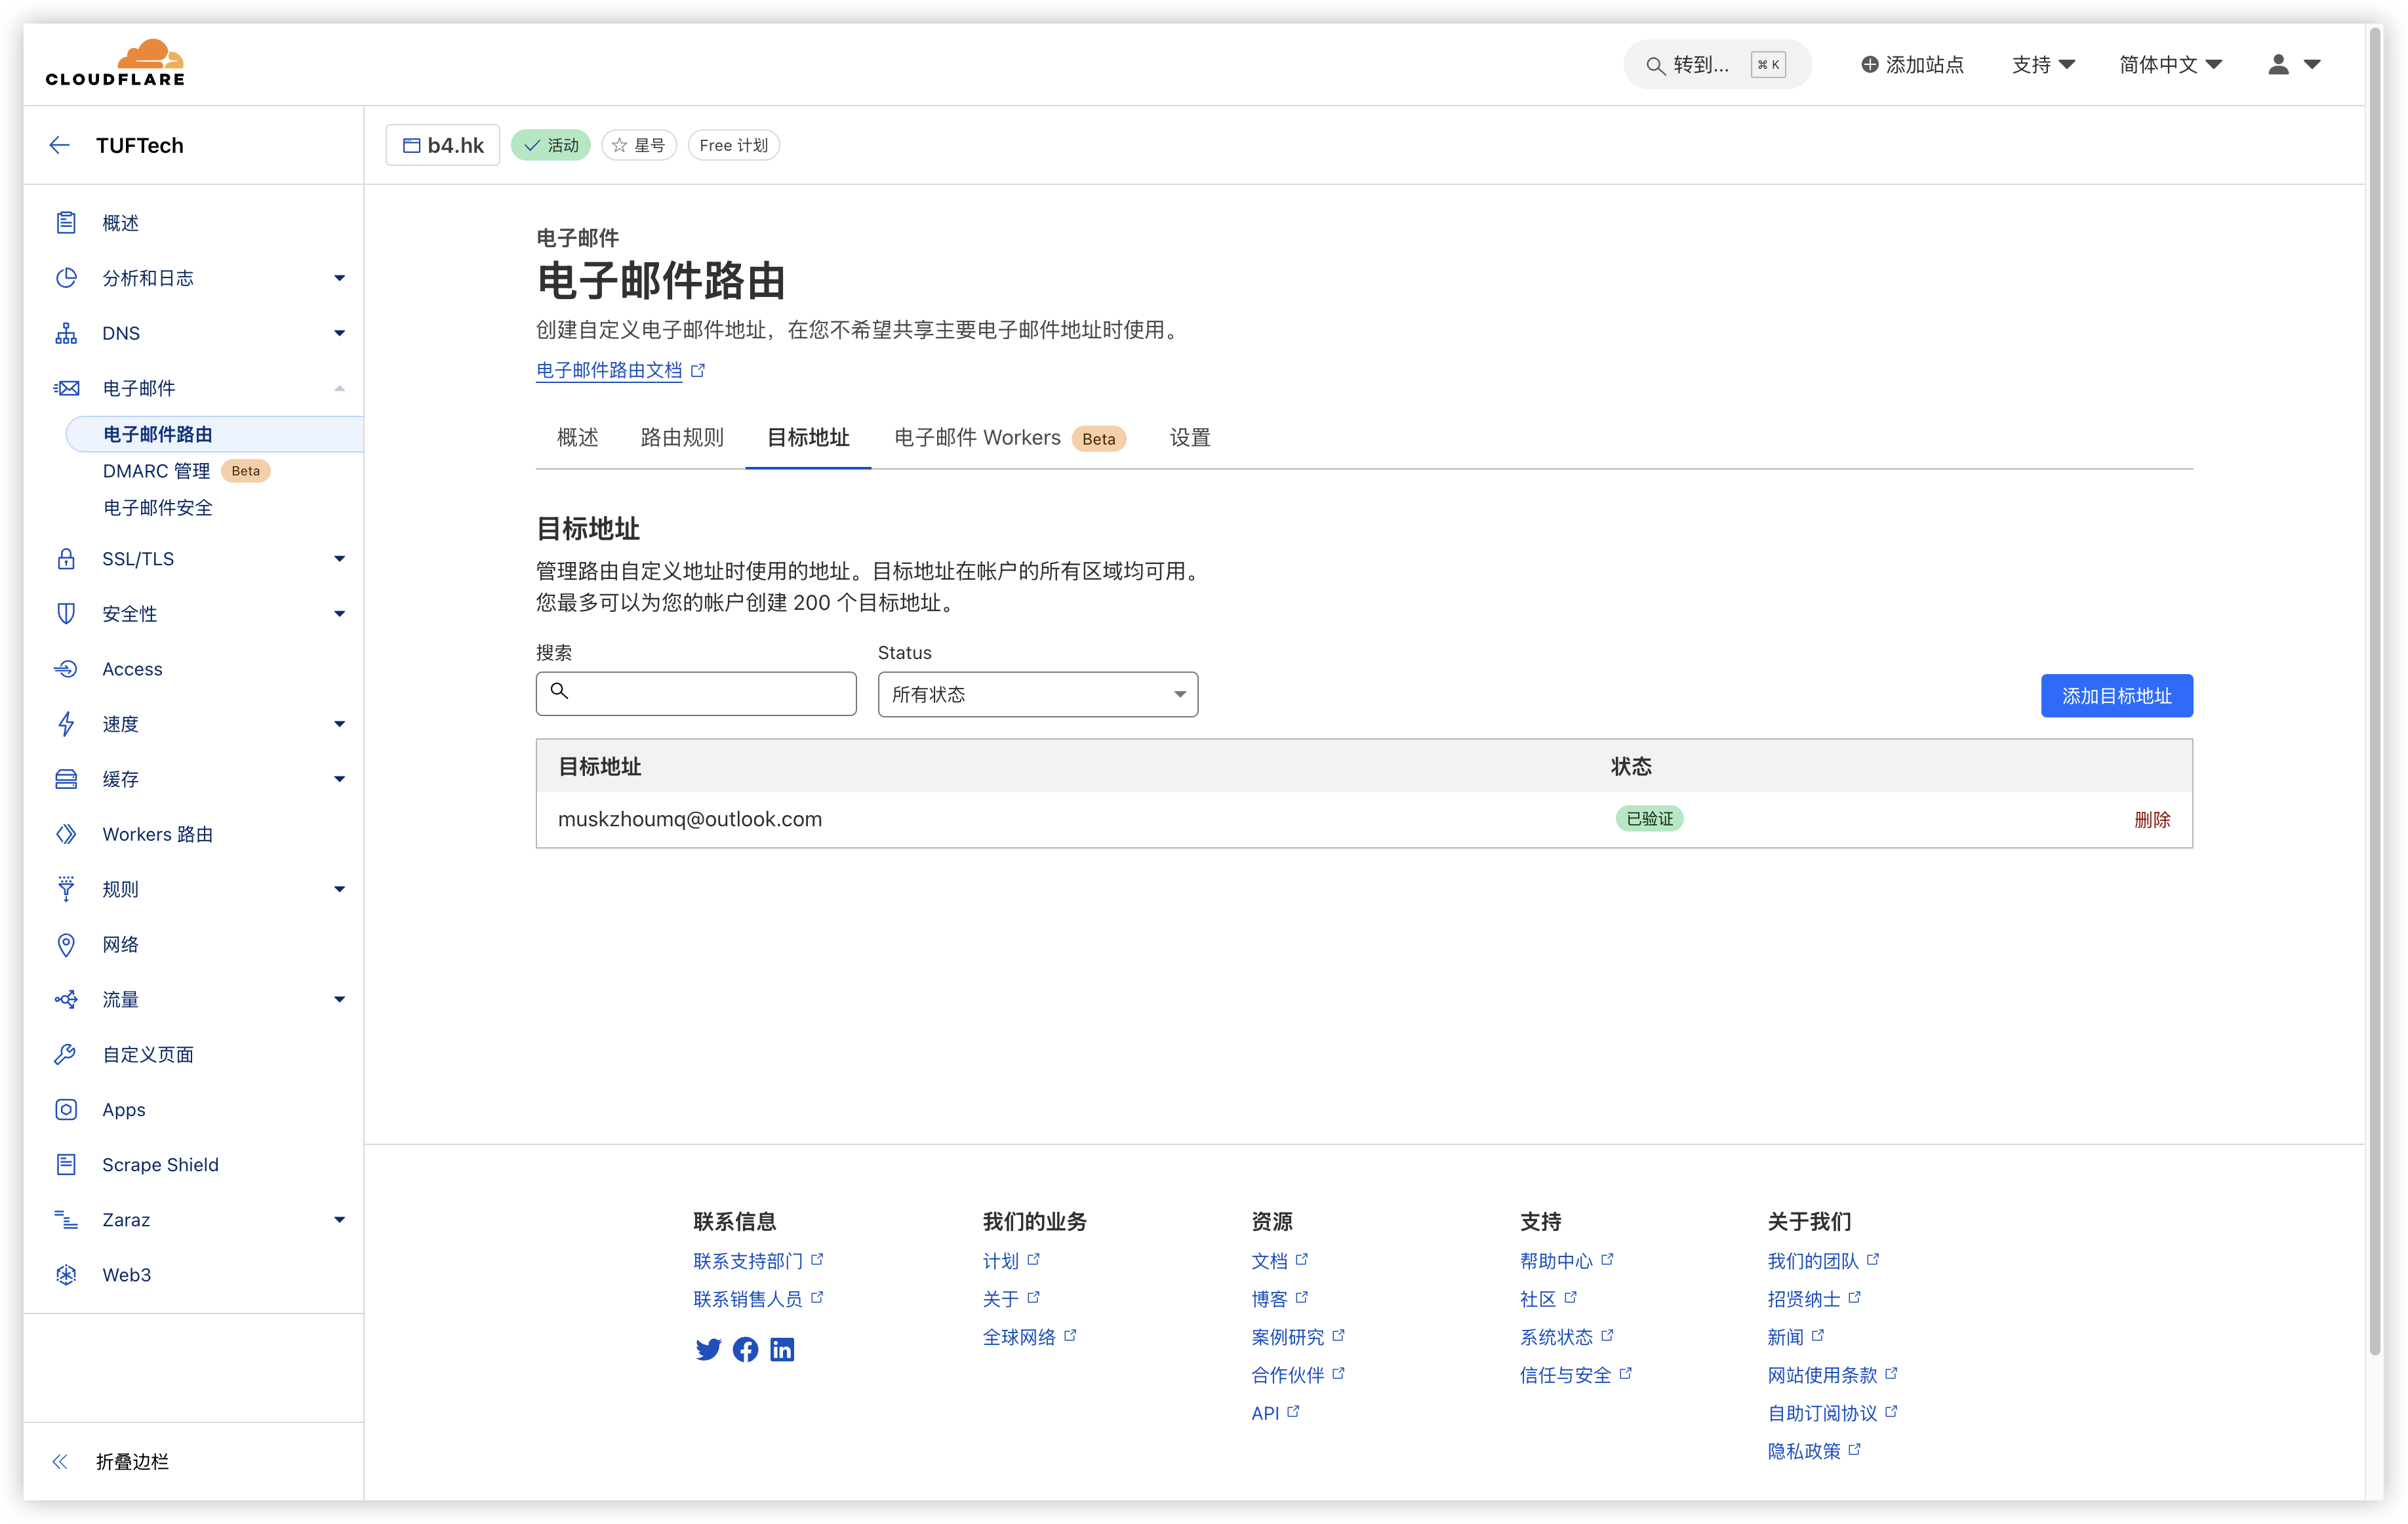 CLOUDFLARE
转到... ⌘ K
添加站点
支持
简体中文
TUFTech
b4.hk
活动
星号
Free 计划
概述
分析和日志
DNS
电子邮件
电子邮件路由
DMARC 管理 Beta
电子邮件安全
SSL/TLS
安全性
Access
速度
缓存
Workers 路由
规则
网络
流量
自定义页面
Apps
Scrape Shield
Zaraz
Web3
折叠边栏
电子邮件
电子邮件路由
创建自定义电子邮件地址，在您不希望共享主要电子邮件地址时使用。
电子邮件路由文档
概述 路由规则 目标地址 电子邮件 Workers Beta 设置
目标地址
管理路由自定义地址时使用的地址。目标地址在帐户的所有区域均可用。
您最多可以为您的帐户创建 200 个目标地址。
搜索
Status
所有状态
添加目标地址
目标地址 状态
muskzhoumq@outlook.com 已验证 删除
联系信息
联系支持部门
联系销售人员
我们的业务
计划
关于
全球网络
资源
文档
博客
案例研究
合作伙伴
API
支持
帮助中心
社区
系统状态
信任与安全
关于我们
我们的团队
招贤纳士
新闻
网站使用条款
自助订阅协议
隐私政策